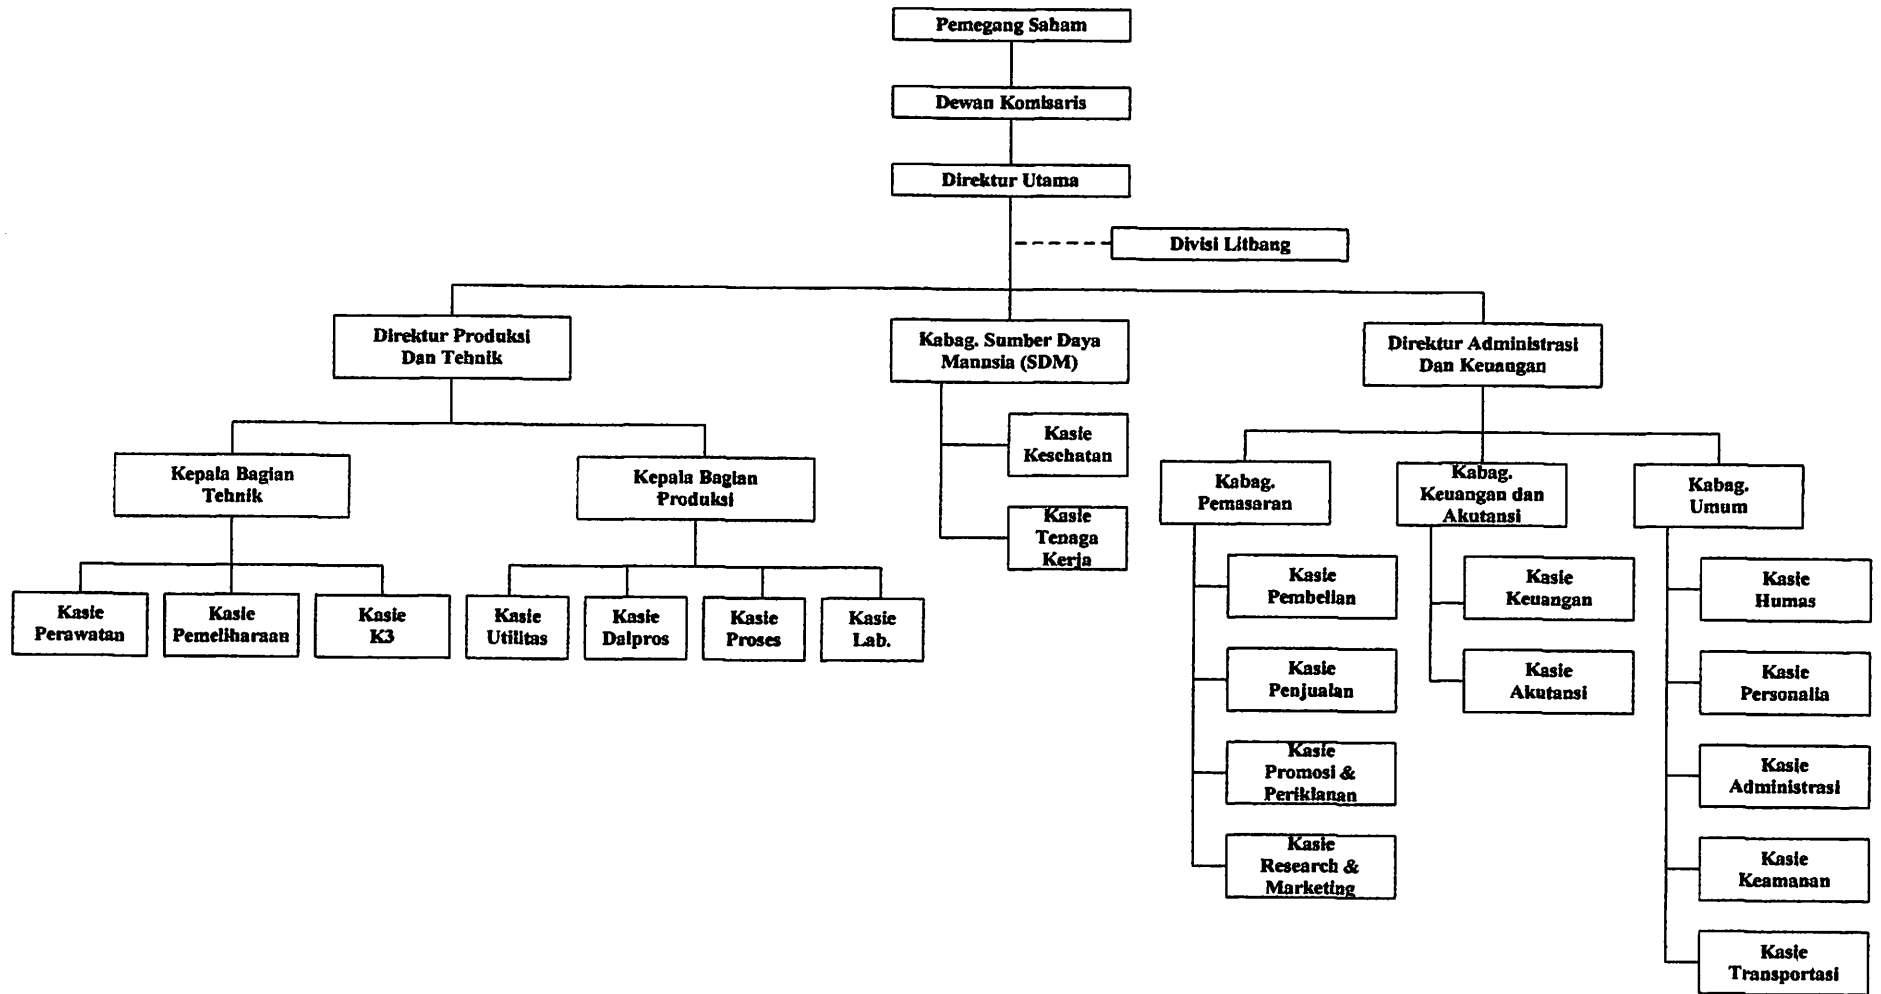 Pemegang Saham
Dewan Komisaris
Direktur Utama
Divisi Litbang
Direktur Produksi
Dan Tehnik
Kabag. Sumber Daya
Manusia (SDM)
Direktur Administrasi
Dan Keuangan
Kepala Bagian
Tehnik
Kepala Bagian
Produksi
Kasie
Kesehatan
Kasie
Tenaga
Kerja
Kabag.
Pemasaran
Kabag.
Keuangan dan
Akutansi
Kabag.
Umum
Kasie
Perawatan
Kasie
Pemeliharaan
Kasie
K3
Kasie
Utilitas
Kasie
Dalpros
Kasie
Proses
Kasie
Lab.
Kasie
Pembelian
Kasie
Penjualan
Kasie
Promosi &
Periklanan
Kasie
Research &
Marketing
Kasie
Keuangan
Kasie
Akutansi
Kasie
Humas
Kasie
Personalia
Kasie
Administrasi
Kasie
Keamanan
Kasie
Transportasi